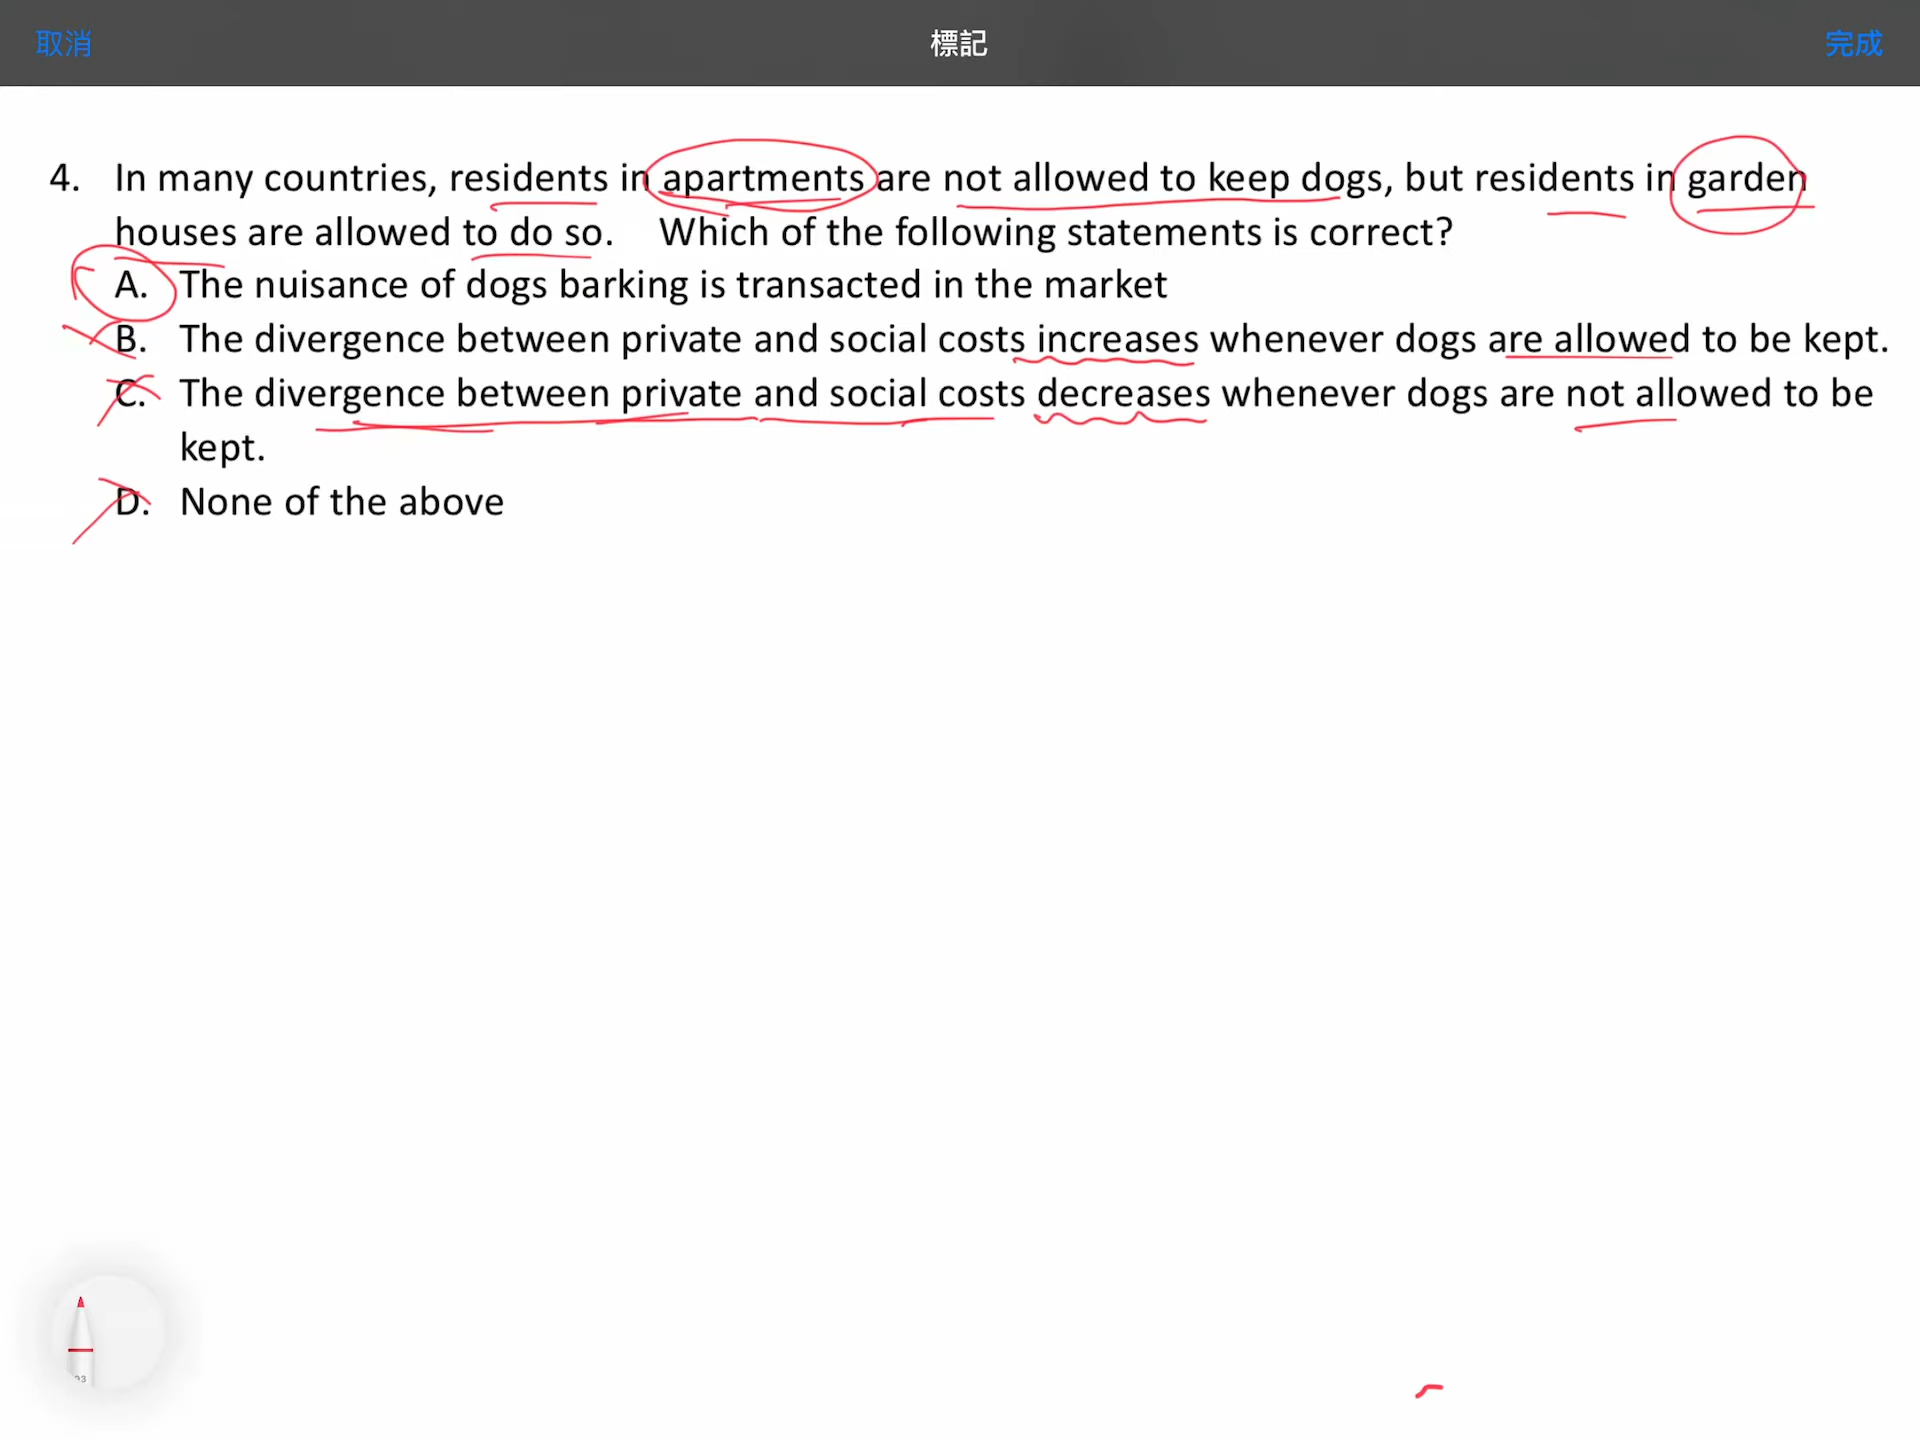 取消 標記 完成
4. In many countries, residents in apartments are not allowed to keep dogs, but residents in garden
houses are allowed to do so. Which of the following statements is correct?
A. The nuisance of dogs barking is transacted in the market
B. The divergence between private and social costs increases whenever dogs are allowed to be kept.
C. The divergence between private and social costs decreases whenever dogs are not allowed to be
kept.
D. None of the above